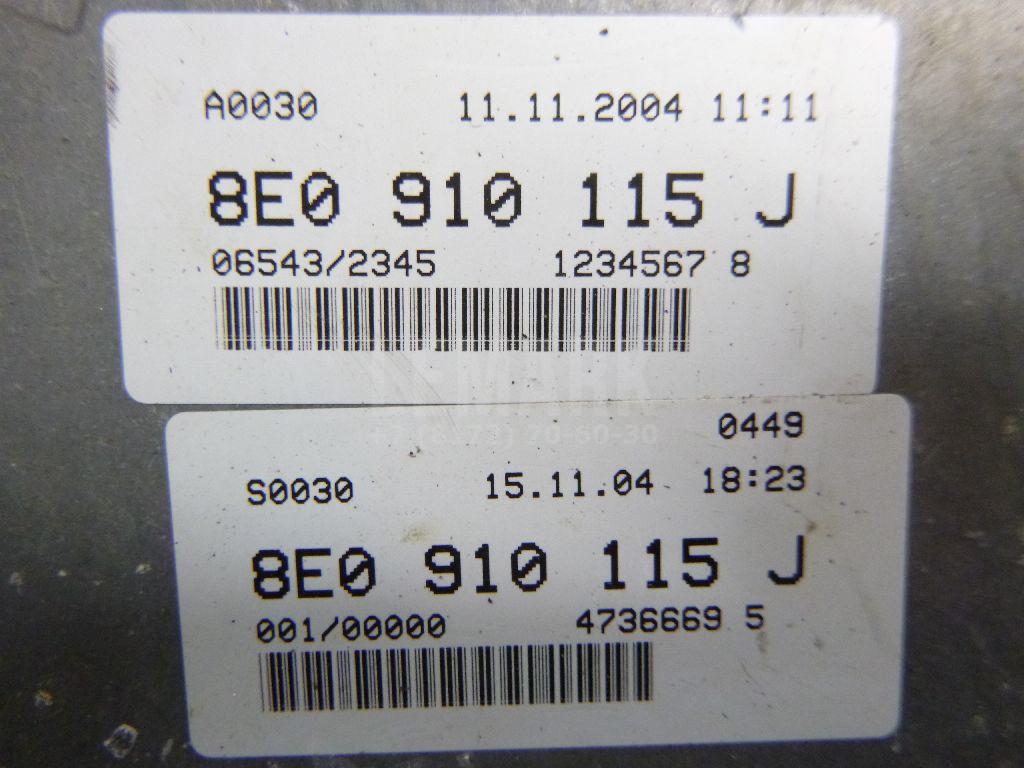 A0030 11.11.2004 11:11
8E0 910 115 J
06543/2345 1234567 8
0449
S0030 15.11.04 18:23
8E0 910 115 J
001/00000 4736669 5